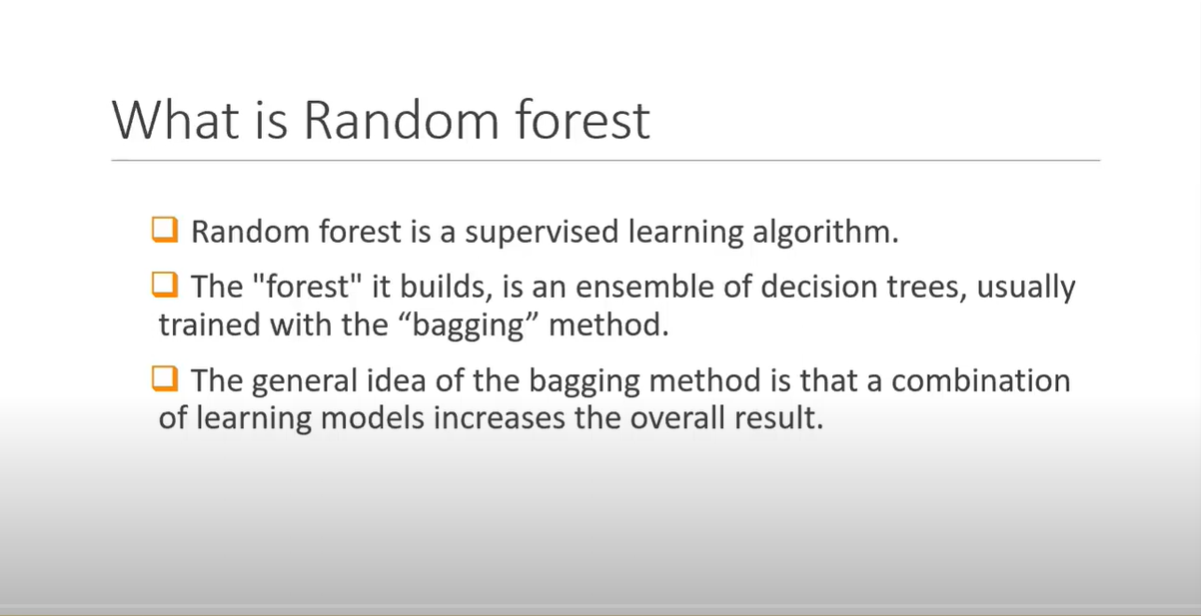 What is Random forest
Random forest is a supervised learning algorithm.
The "forest" it builds, is an ensemble of decision trees, usually
trained with the “bagging” method.
The general idea of the bagging method is that a combination
of learning models increases the overall result.